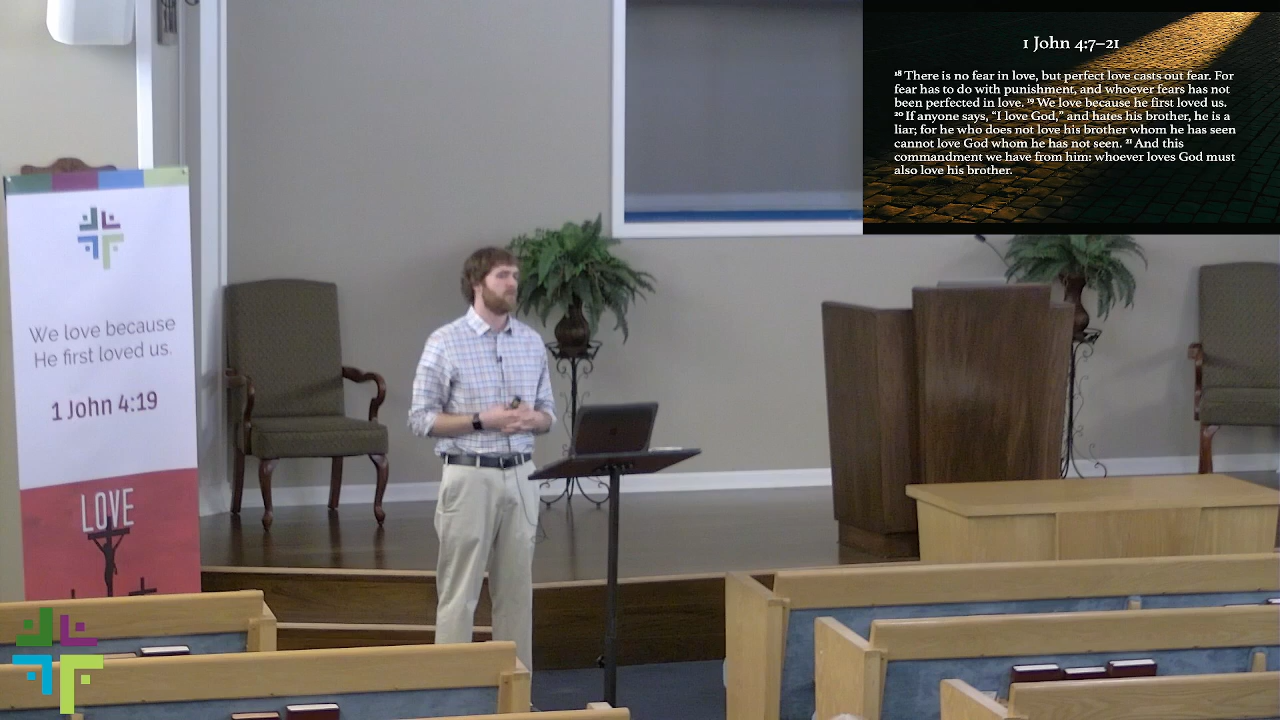 We love because
He first loved us.
1 John 4:19
LOVE
1 John 4:7–21
¹⁸ There is no fear in love, but perfect love casts out fear. For
fear has to do with punishment, and whoever fears has not
been perfected in love. ¹⁹ We love because he first loved us.
²⁰ If anyone says, “I love God,” and hates his brother, he is a
liar; for he who does not love his brother whom he has seen
cannot love God whom he has not seen. ²¹ And this
commandment we have from him: whoever loves God must
also love his brother.